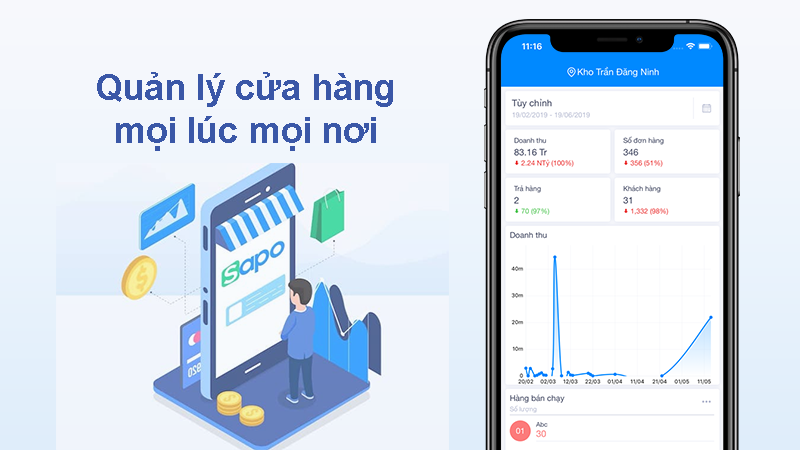 Quản lý cửa hàng
mọi lúc mọi nơi
Sapo
11:16
Kho Trần Đăng Ninh
Tùy chỉnh
19/02/2019 - 19/06/2019
Doanh thu
83.16 Tr
2.24 NTỷ (100%)
Số đơn hàng
346
356 (51%)
Trả hàng
2
70 (97%)
Khách hàng
31
1,332 (98%)
Doanh thu
40m
30m
20m
10m
0
20/02 02/03 12/03 22/03 01/04 11/04 21/04 01/05 11/05
Hàng bán chạy
Số lượng
01
Abc
30